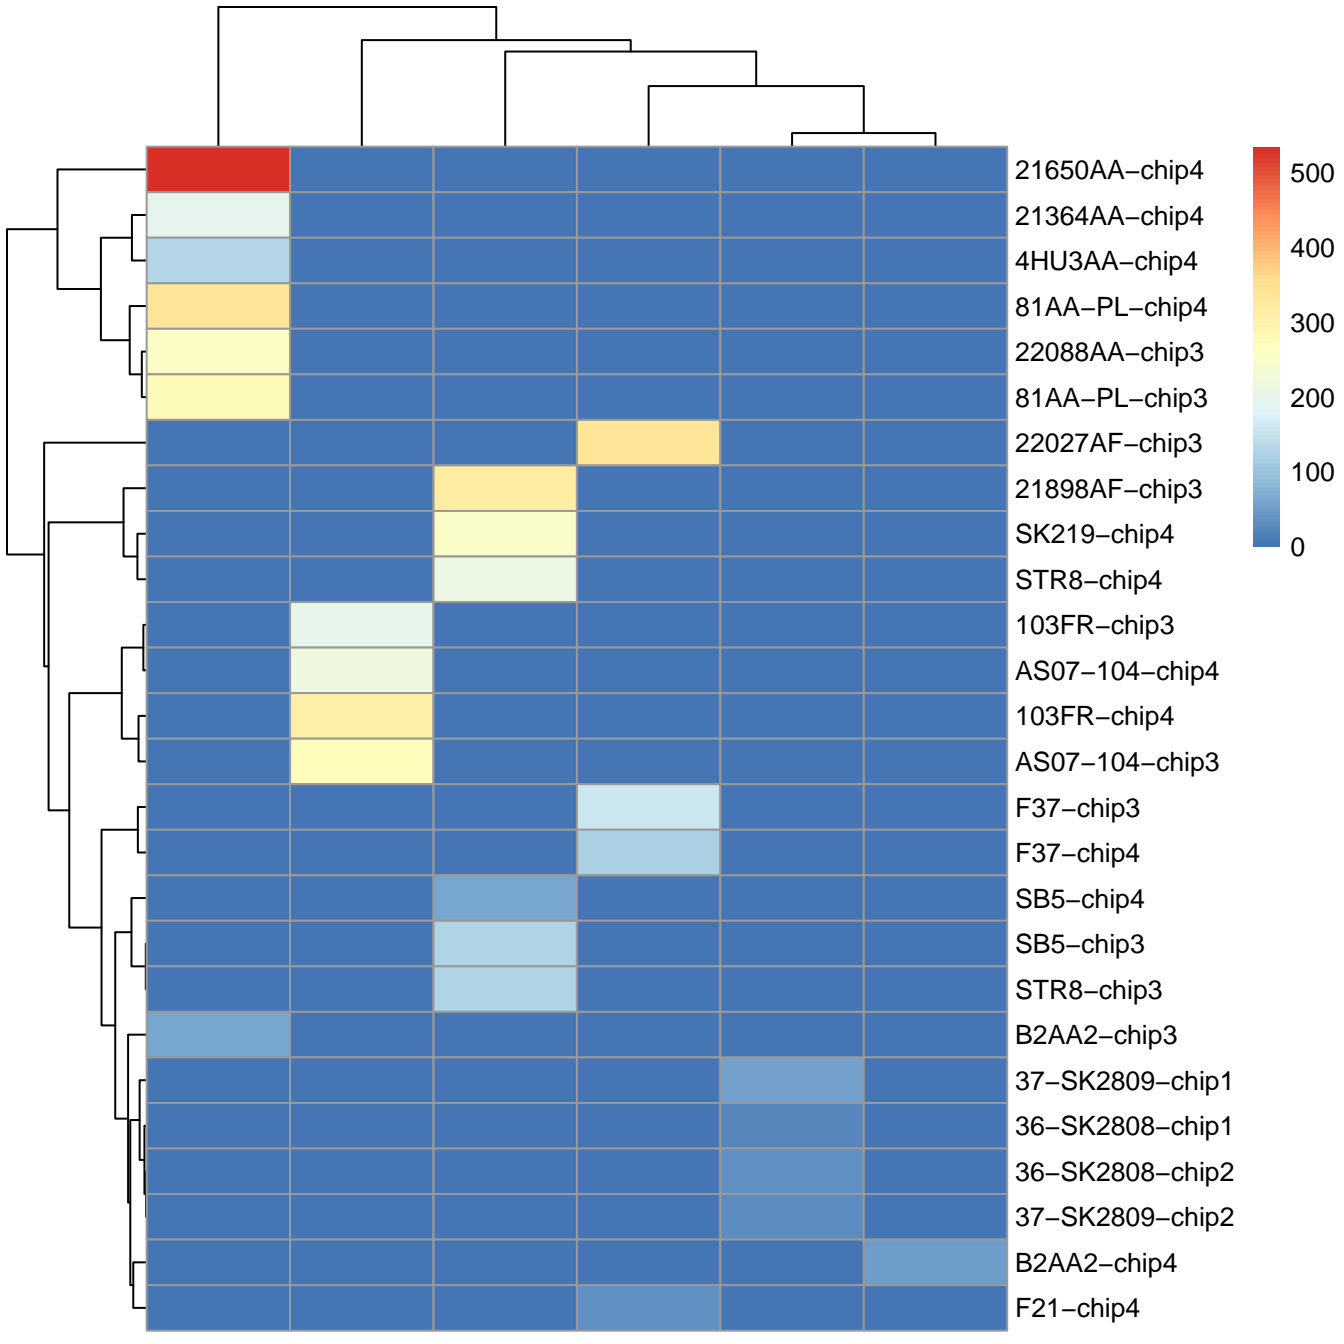 21650AA−chip4
21364AA−chip4
4HU3AA−chip4
81AA−PL−chip4
22088AA−chip3
81AA−PL−chip3
22027AF−chip3
21898AF−chip3
SK219−chip4
STR8−chip4
103FR−chip3
AS07−104−chip4
103FR−chip4
AS07−104−chip3
F37−chip3
F37−chip4
SB5−chip4
SB5−chip3
STR8−chip3
B2AA2−chip3
37−SK2809−chip1
36−SK2808−chip1
36−SK2808−chip2
37−SK2809−chip2
B2AA2−chip4
F21−chip4
500
400
300
200
100
0